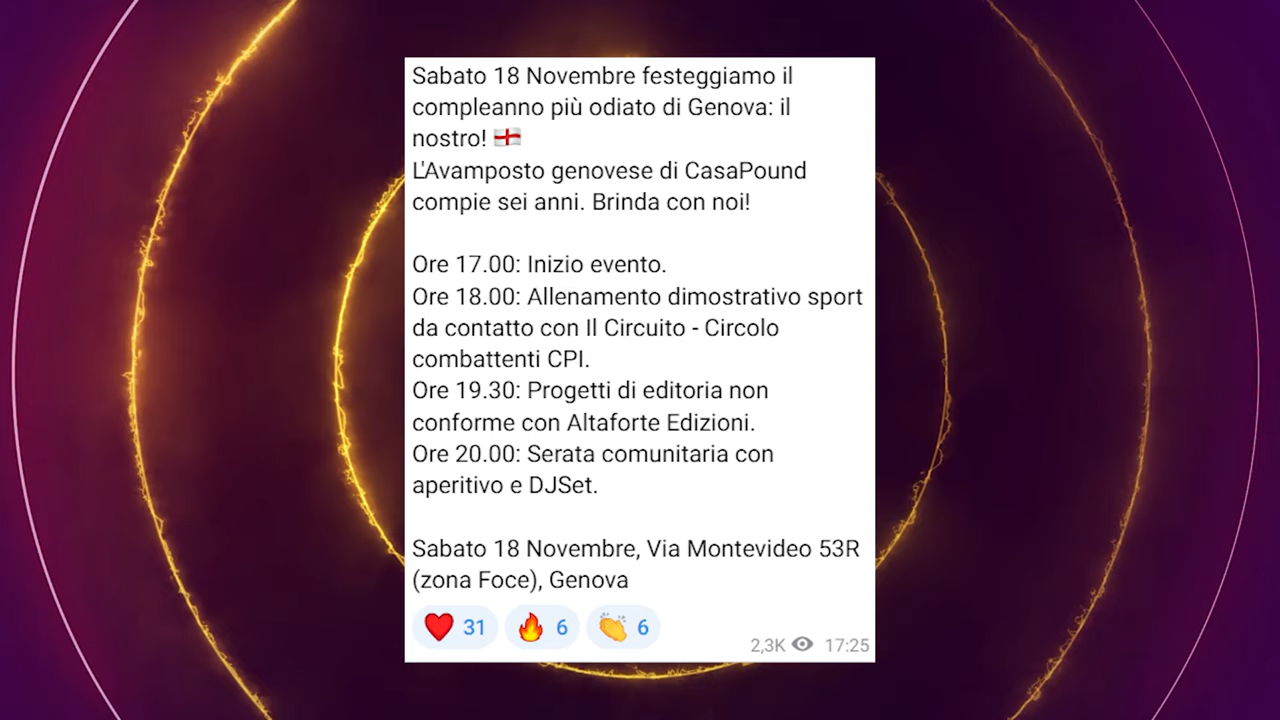 Sabato 18 Novembre festeggiamo il
compleanno più odiato di Genova: il
nostro! 🏴󠁧󠁢󠁥󠁮󠁧󠁿
L'Avamposto genovese di CasaPound
compie sei anni. Brinda con noi!
Ore 17.00: Inizio evento.
Ore 18.00: Allenamento dimostrativo sport
da contatto con Il Circuito - Circolo
combattenti CPI.
Ore 19.30: Progetti di editoria non
conforme con Altaforte Edizioni.
Ore 20.00: Serata comunitaria con
aperitivo e DJSet.
Sabato 18 Novembre, Via Montevideo 53R
(zona Foce), Genova
❤️ 31 🔥 6 👏 6
2,3K 17:25